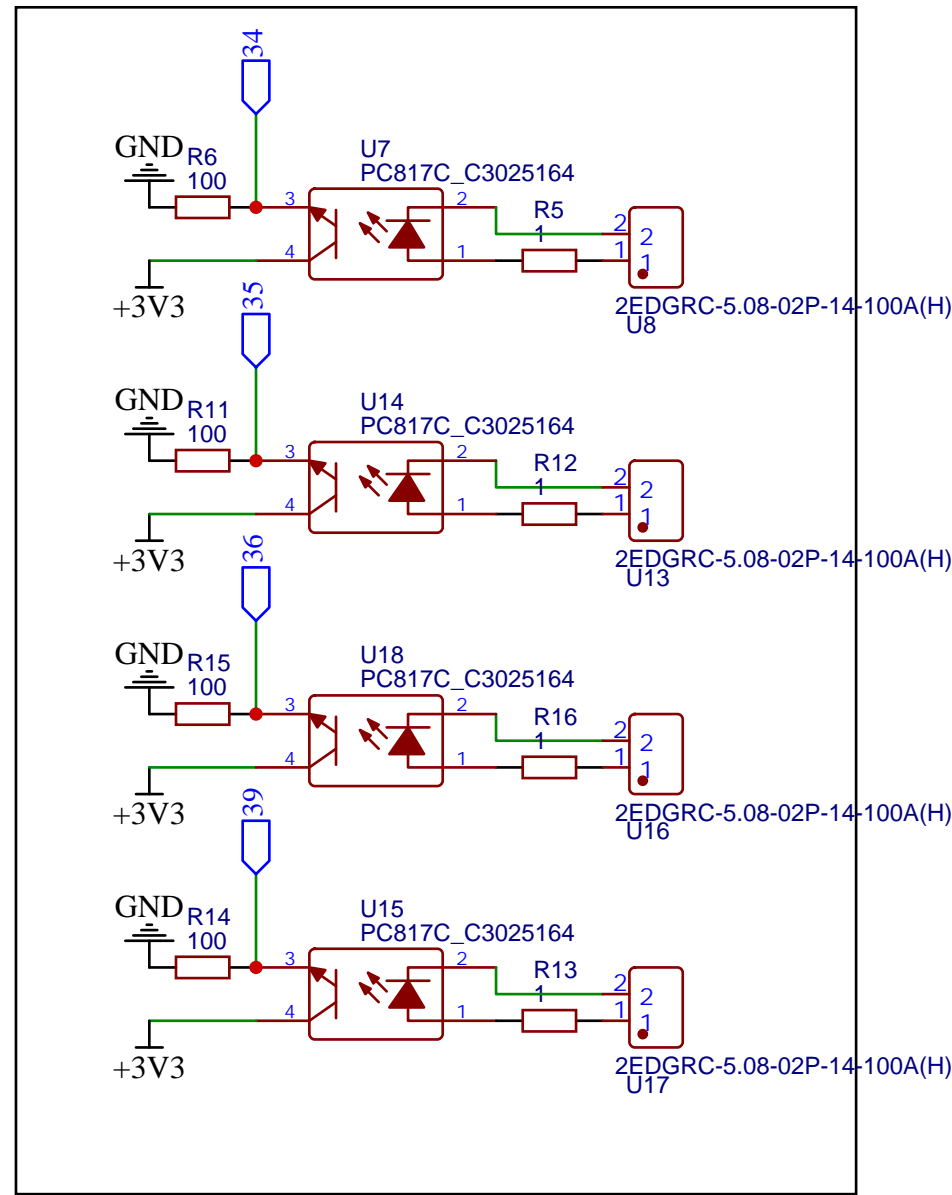 34
GND
R6
100
3
4
+3V3
U7
PC817C_C3025164
2
1
R5
1
2
1
2
1
2EDGRC-5.08-02P-14-100A(H)
U8
35
GND
R11
100
3
4
+3V3
U14
PC817C_C3025164
2
1
R12
1
2
1
2
1
2EDGRC-5.08-02P-14-100A(H)
U13
36
GND
R15
100
3
4
+3V3
U18
PC817C_C3025164
2
1
R16
1
2
1
2
1
2EDGRC-5.08-02P-14-100A(H)
U16
39
GND
R14
100
3
4
+3V3
U15
PC817C_C3025164
2
1
R13
1
2
1
2
1
2EDGRC-5.08-02P-14-100A(H)
U17